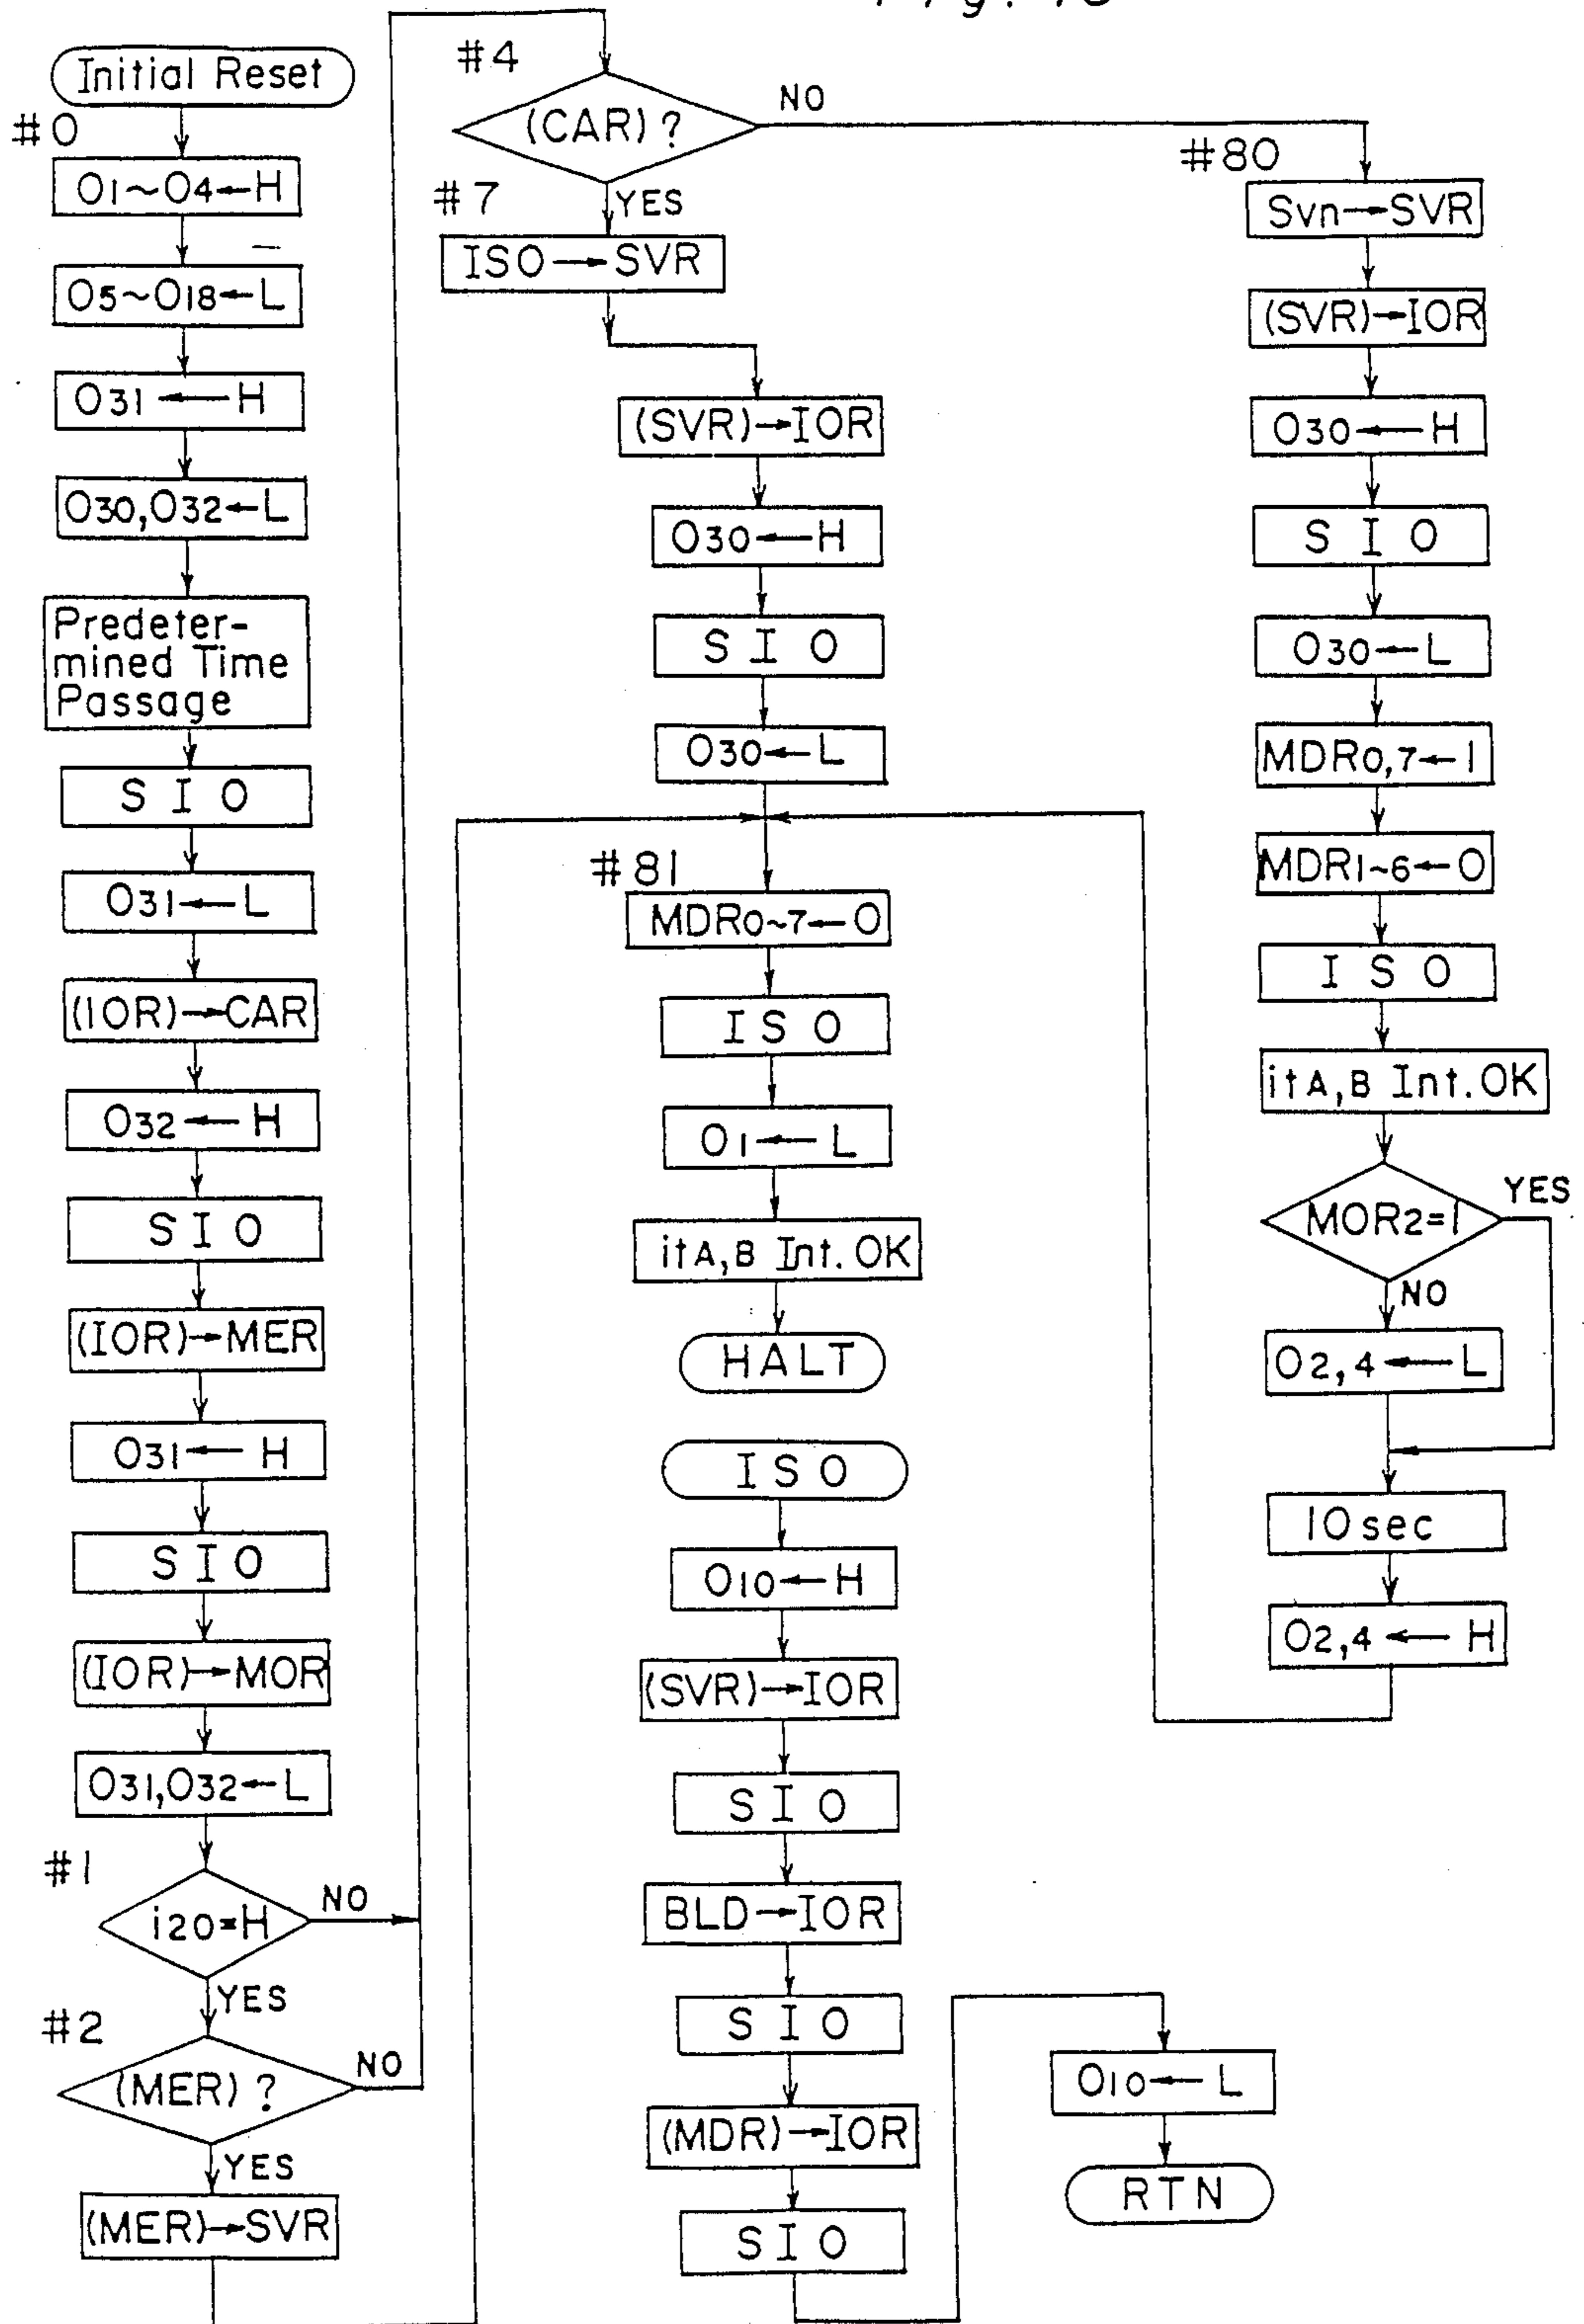 Initial Reset
#0
O1~O4←H
O5~O18←L
O31←H
O30,O32←L
Predeter-
mined Time
Passage
SIO
O31←L
(IOR)→CAR
O32←H
SIO
(IOR)→MER
O31←H
SIO
(IOR)→MOR
O31,O32←L
#1
i20=H
NO
YES
#2
(MER)?
NO
YES
(MER)→SVR
#4
(CAR)?
NO
YES
#7
ISO→SVR
(SVR)→IOR
O30←H
SIO
O30←L
#81
MDR0~7←0
ISO
O1←L
itA,B Int.OK
HALT
ISO
O10←H
(SVR)→IOR
SIO
BLD→IOR
SIO
(MDR)→IOR
SIO
O10←L
RTN
#80
Svn→SVR
(SVR)→IOR
O30←H
SIO
O30←L
MDR0,7←1
MDR1~6←0
ISO
itA,B Int.OK
MOR2=1
YES
NO
O2,4←L
10sec
O2,4←H